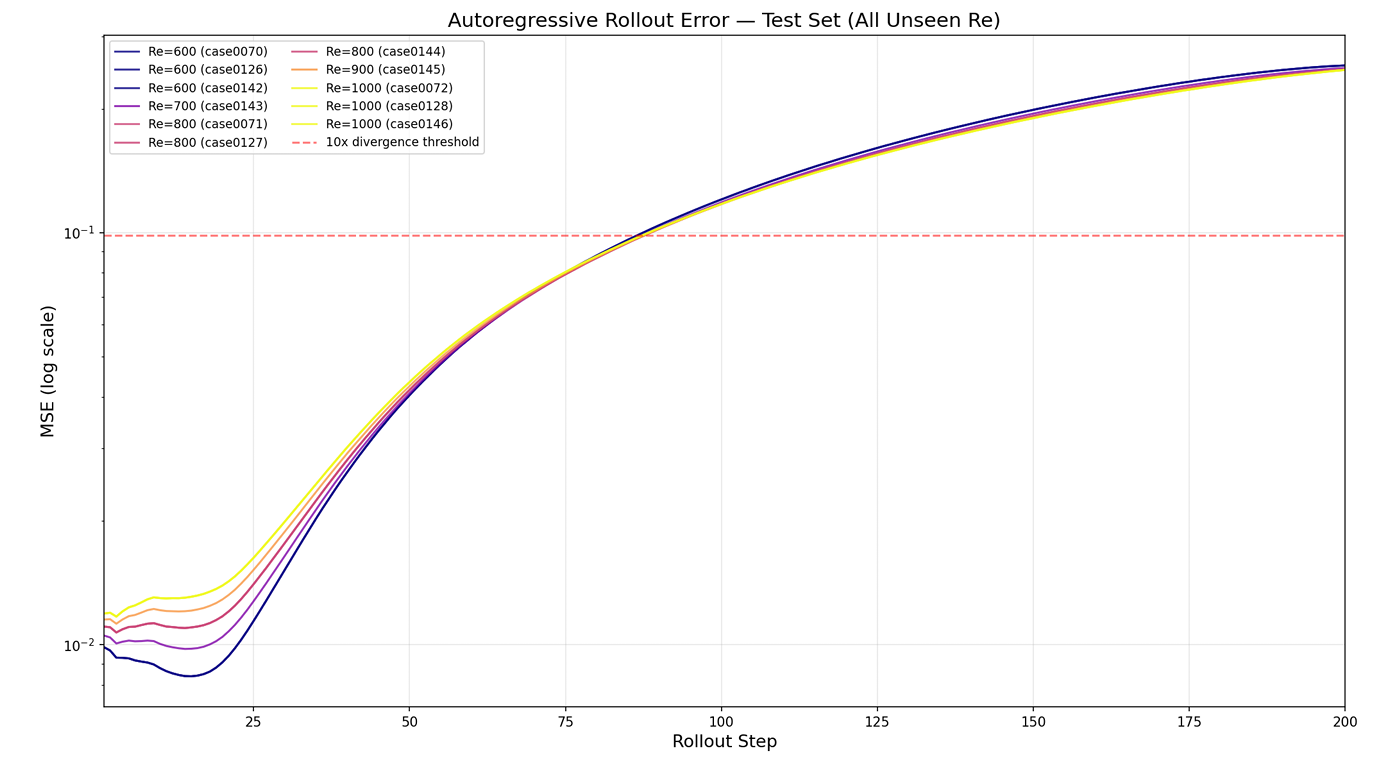 Autoregressive Rollout Error — Test Set (All Unseen Re)
Re=600 (case0070)
Re=600 (case0126)
Re=600 (case0142)
Re=700 (case0143)
Re=800 (case0071)
Re=800 (case0127)
Re=800 (case0144)
Re=900 (case0145)
Re=1000 (case0072)
Re=1000 (case0128)
Re=1000 (case0146)
10x divergence threshold
MSE (log scale)
10⁻¹
10⁻²
25 50 75 100 125 150 175 200
Rollout Step